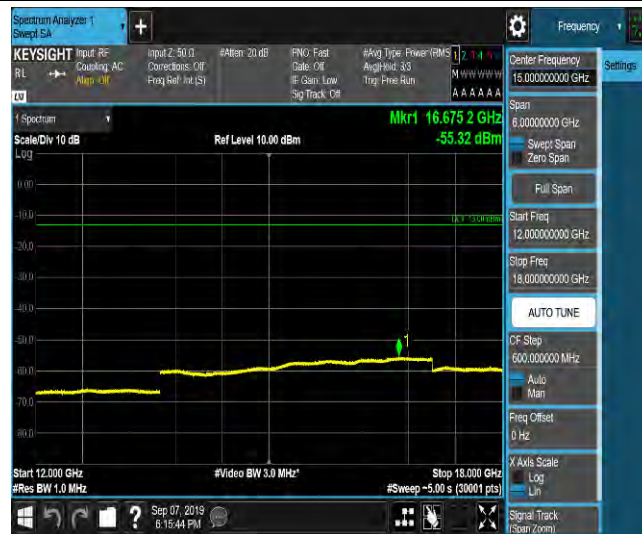 Spectrum Analyzer 1
Swept SA
+
Frequency
KEYSIGHT Input: RF
RL
Coupling: AC
Align: Off
Input Z: 50 Ω
Corrections: Off
Freq Ref: Int (S)
#Atten: 20 dB
PNO: Fast
Gate: Off
IF Gain: Low
Sig Track: Off
#Avg Type: Power (RMS
Avg|Hold: 3/3
Trig: Free Run
1 2 3 4 5 6
M W W W W W
A A A A A A
LW
1 Spectrum
Scale/Div 10 dB
Log
Ref Level 10.00 dBm
Mkr1 16.675 2 GHz
-55.32 dBm
0.00
-10.0
-20.0
-30.0
-40.0
-50.0
-60.0
-70.0
-80.0
1
Start 12.000 GHz
#Res BW 1.0 MHz
#Video BW 3.0 MHz*
Stop 18.000 GHz
#Sweep ~5.00 s (30001 pts)
?
Sep 07, 2019
6:15:44 PM
Center Frequency
15.000000000 GHz
Settings
Span
6.00000000 GHz
Swept Span
Zero Span
Full Span
Start Freq
12.000000000 GHz
Stop Freq
18.000000000 GHz
AUTO TUNE
CF Step
600.000000 MHz
Auto
Man
Freq Offset
0 Hz
X Axis Scale
Log
Lin
Signal Track
(Span Zoom)